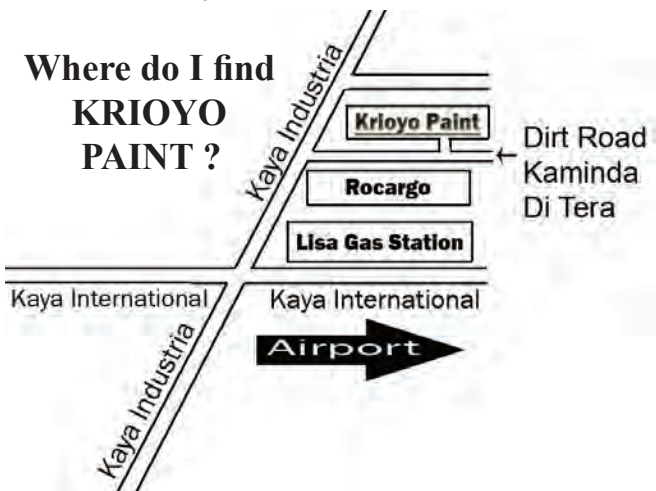 Where do I find
KRIOYO
PAINT ?
Kaya Industria
Krioyo Paint
Dirt Road
Kaminda
Di Tera
Rocargo
Lisa Gas Station
Kaya International
Kaya International
Airport
Kaya Industria